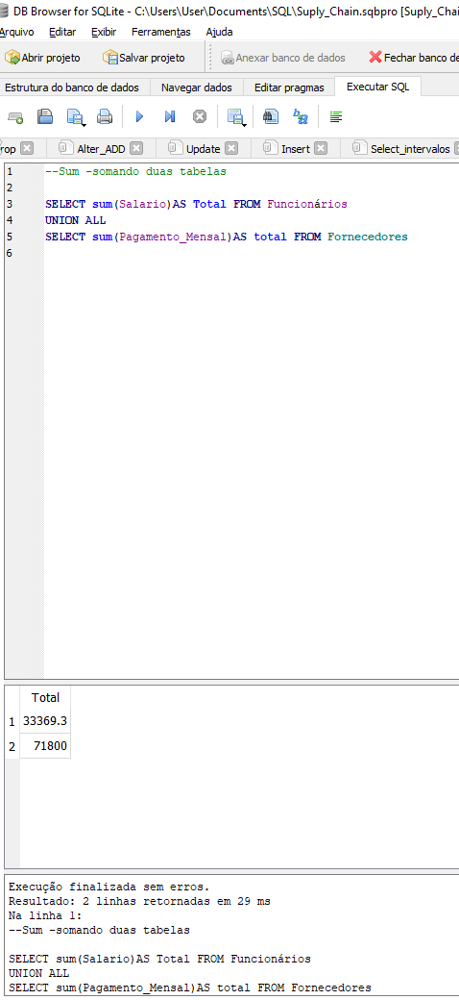 DB Browser for SQLite - C:\Users\User\Documents\SQL\Suply_Chain.sqbpro [Suply_Chai
Arquivo Editar Exibir Ferramentas Ajuda
Abrir projeto Salvar projeto Anexar banco de dados Fechar banco de
Estrutura do banco de dados Navegar dados Editar pragmas Executar SQL
rop Alter_ADD Update Insert Select_intervalos
1 --Sum -somando duas tabelas
2
3 SELECT sum(Salario)AS Total FROM Funcionários
4 UNION ALL
5 SELECT sum(Pagamento_Mensal)AS total FROM Fornecedores
6
Total
1 33369.3
2 71800
Execução finalizada sem erros.
Resultado: 2 linhas retornadas em 29 ms
Na linha 1:
--Sum -somando duas tabelas
SELECT sum(Salario)AS Total FROM Funcionários
UNION ALL
SELECT sum(Pagamento_Mensal)AS total FROM Fornecedores